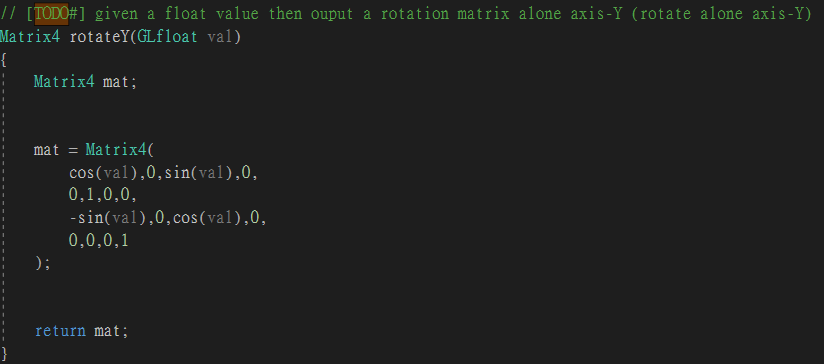 // [TODO#] given a float value then ouput a rotation matrix alone axis-Y (rotate alone axis-Y)
Matrix4 rotateY(GLfloat val)
{
Matrix4 mat;
mat = Matrix4(
cos(val),0,sin(val),0,
0,1,0,0,
-sin(val),0,cos(val),0,
0,0,0,1
);
return mat;
}